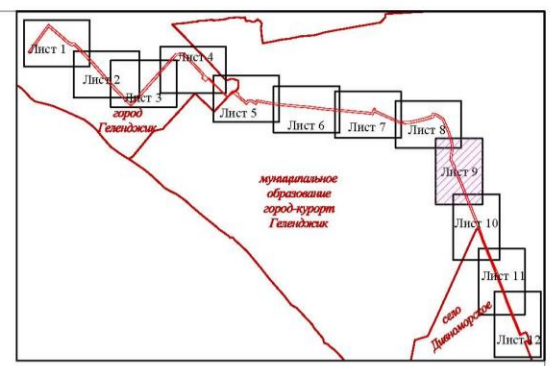 Лист 1
Лист 2
Лист 3
Лист 4
Лист 5
Лист 6
Лист 7
Лист 8
Лист 9
Лист 10
Лист 11
Лист 12
город
Геленджик
муниципальное
образование
город-курорт
Геленджик
село
Дивноморское